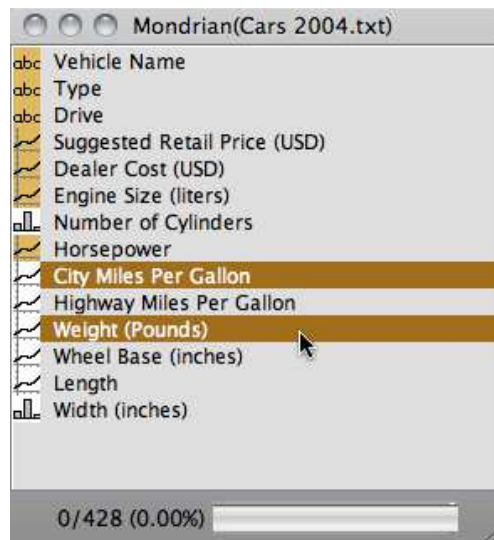 Mondrian(Cars 2004.txt)
abc Vehicle Name
abc Type
abc Drive
Suggested Retail Price (USD)
Dealer Cost (USD)
Engine Size (liters)
Number of Cylinders
Horsepower
City Miles Per Gallon
Highway Miles Per Gallon
Weight (Pounds)
Wheel Base (inches)
Length
Width (inches)
0/428 (0.00%)